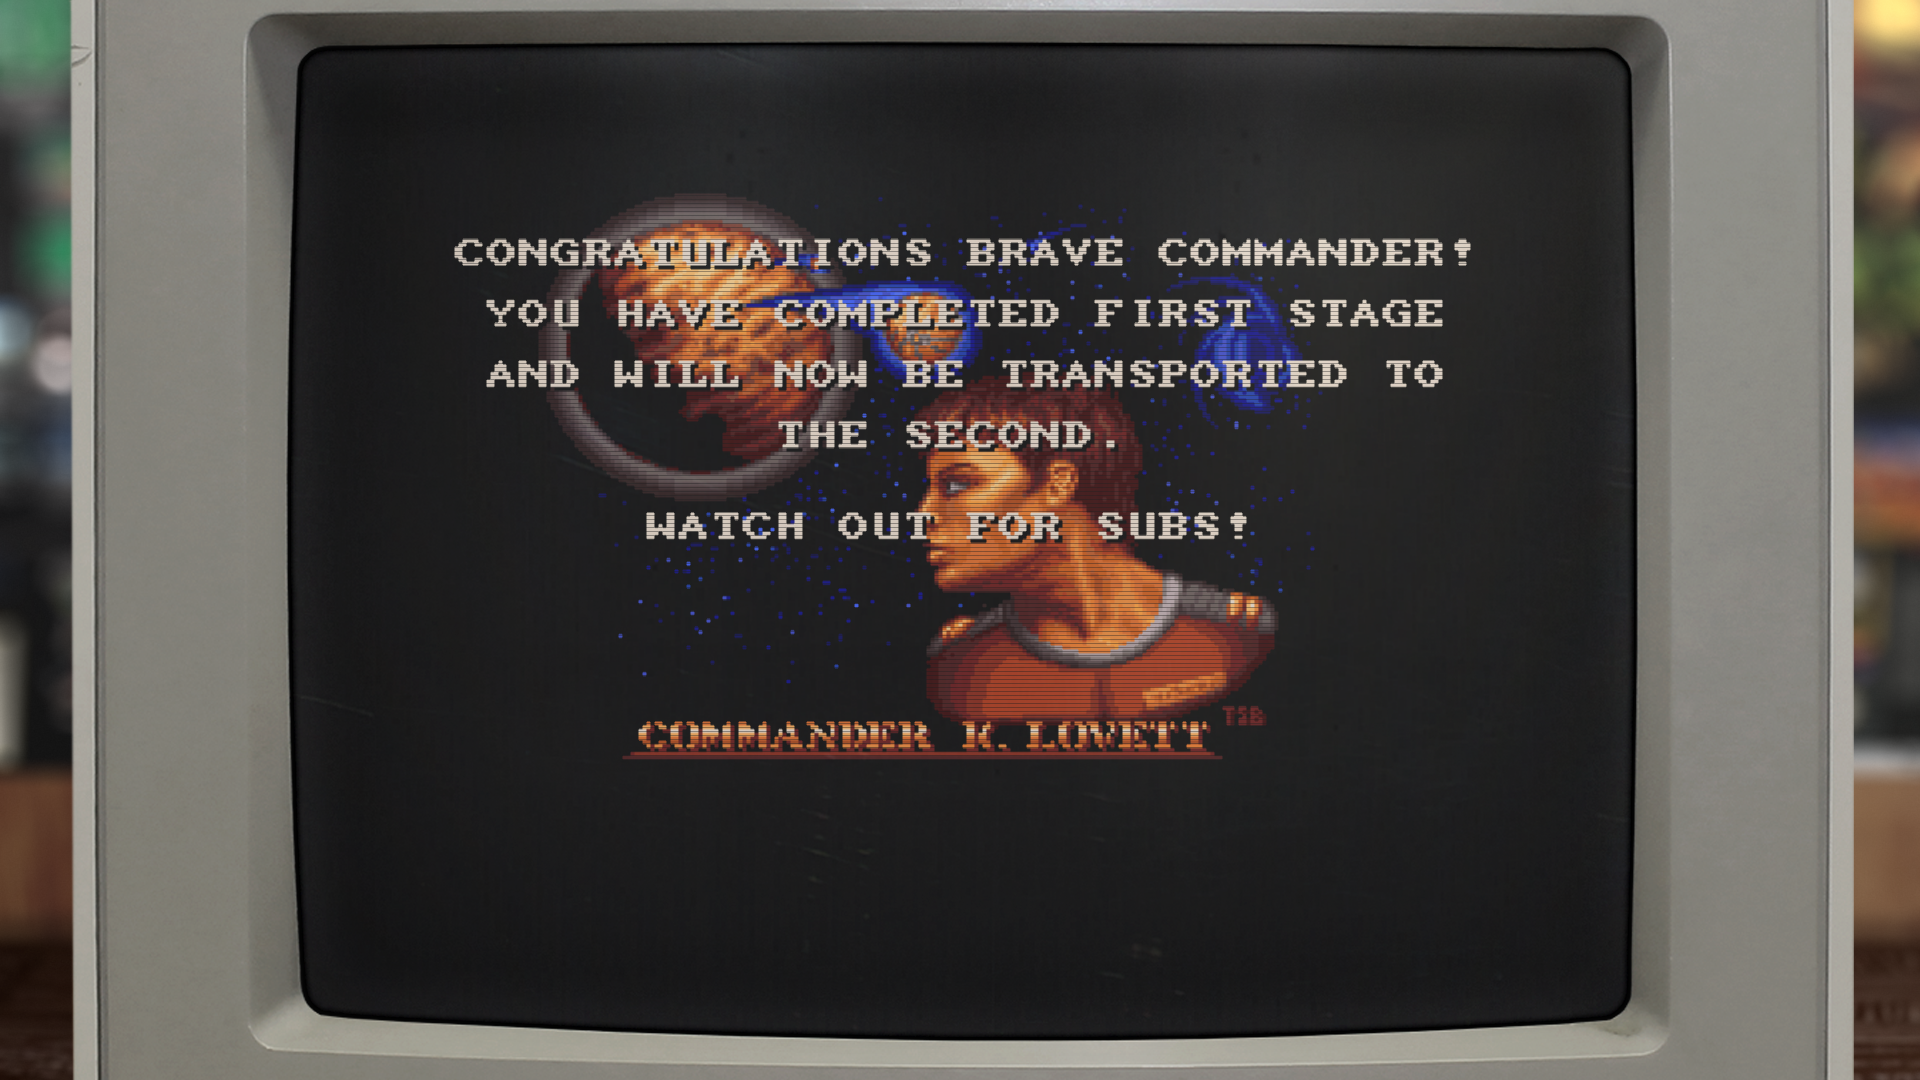 CONGRATULATIONS BRAVE COMMANDER!
YOU HAVE COMPLETED FIRST STAGE
AND WILL NOW BE TRANSPORTED TO
THE SECOND.
WATCH OUT FOR SUBS!
TSB
COMMANDER K. LOVETT